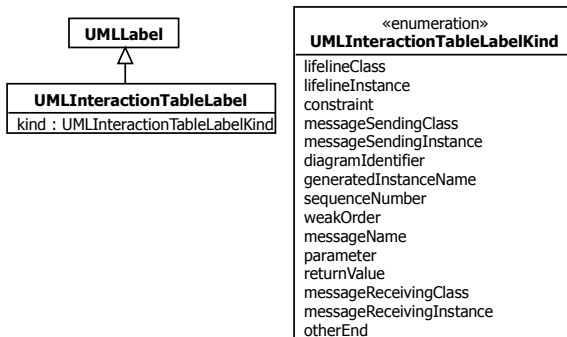 UMLLabel
UMLInteractionTableLabel
kind : UMLInteractionTableLabelKind
«enumeration»
UMLInteractionTableLabelKind
lifelineClass
lifelineInstance
constraint
messageSendingClass
messageSendingInstance
diagramIdentifier
generatedInstanceName
sequenceNumber
weakOrder
messageName
parameter
returnValue
messageReceivingClass
messageReceivingInstance
otherEnd